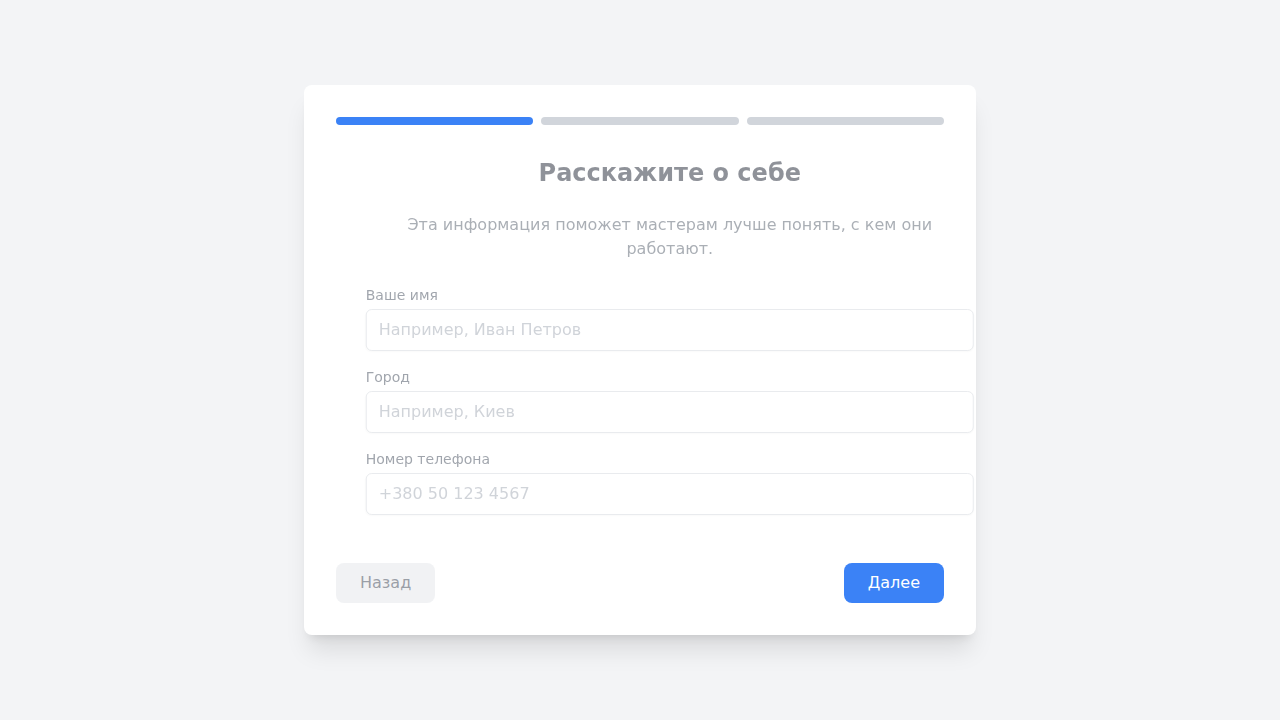 Расскажите о себе
Эта информация поможет мастерам лучше понять, с кем они
работают.
Ваше имя
Например, Иван Петров
Город
Например, Киев
Номер телефона
+380 50 123 4567
Назад
Далее